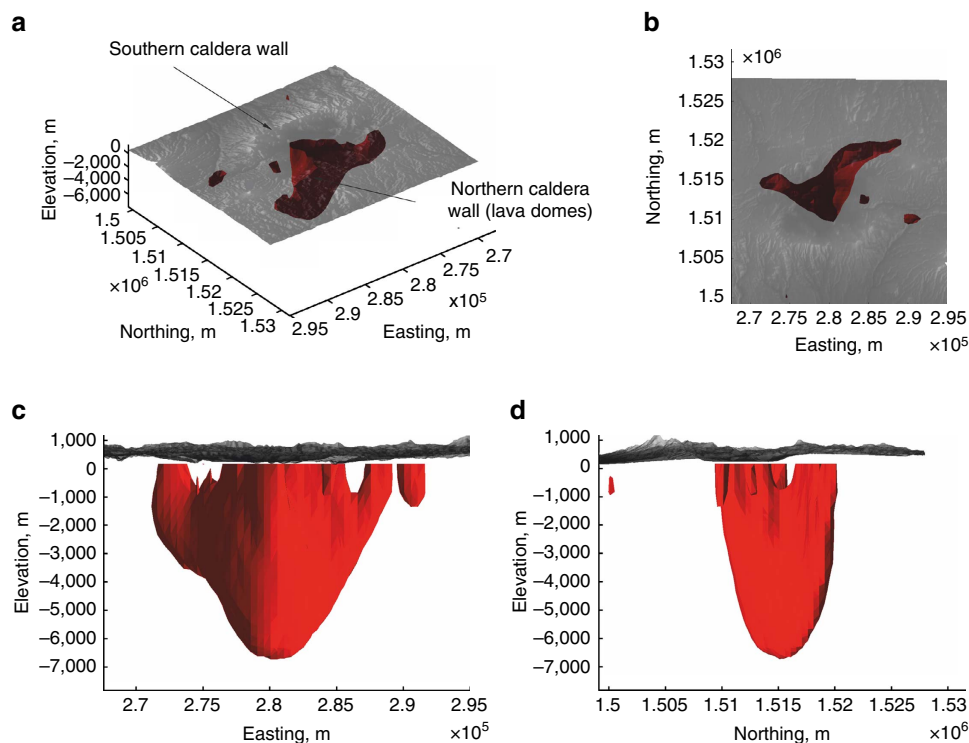 a
Southern caldera wall
Northern caldera
wall (lava domes)
Elevation, m
0
−2,000
−4,000
−6,000
1.5
1.505
1.51
1.515
1.52
1.525
1.53
×10⁶
Northing, m
2.95
2.9
2.85
2.8
2.75
2.7
×10⁵
Easting, m
b
×10⁶
1.53
1.525
1.52
1.515
1.510
1.505
1.5
Northing, m
2.7 2.75 2.8 2.85 2.9 2.95
Easting, m
×10⁵
c
1,000
0
−1,000
−2,000
−3,000
−4,000
−5,000
−6,000
−7,000
Elevation, m
2.7 2.75 2.8 2.85 2.9 2.95
Easting, m
×10⁵
d
1,000
0
−1,000
−2,000
−3,000
−4,000
−5,000
−6,000
−7,000
Elevation, m
1.5 1.505 1.51 1.515 1.52 1.525 1.53
Northing, m
×10⁶